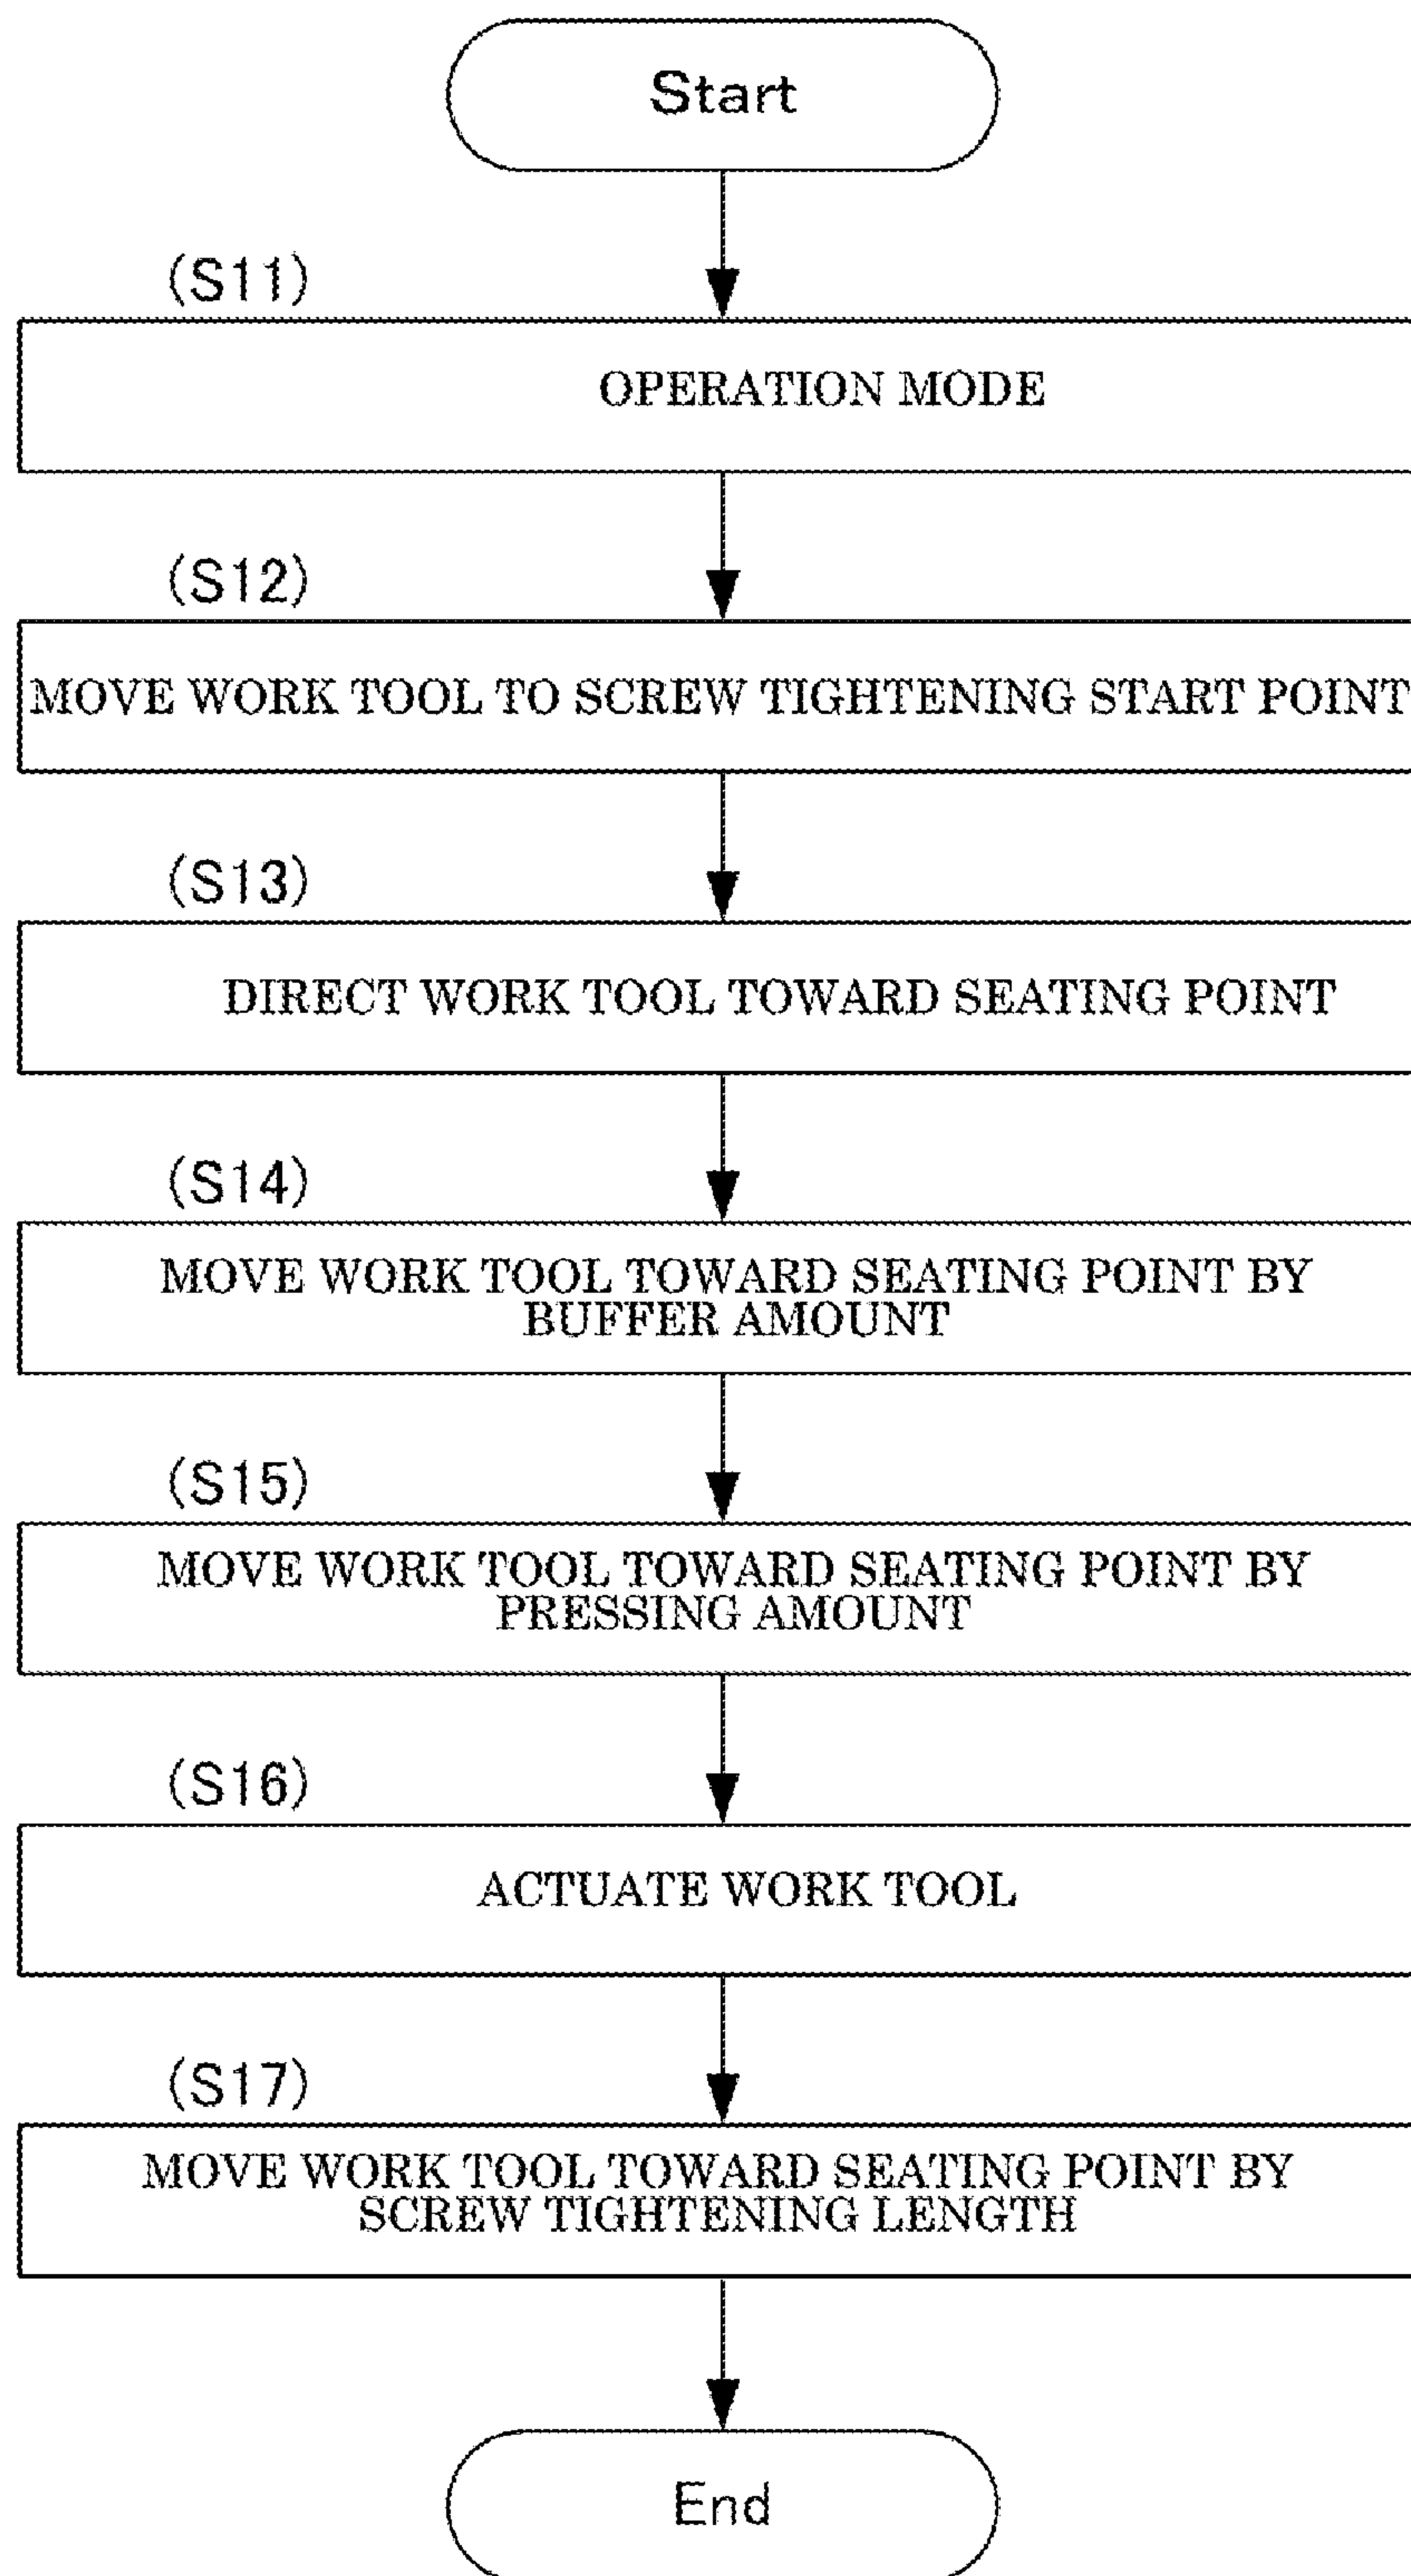 Start
(S11)
OPERATION MODE
(S12)
MOVE WORK TOOL TO SCREW TIGHTENING START POINT
(S13)
DIRECT WORK TOOL TOWARD SEATING POINT
(S14)
MOVE WORK TOOL TOWARD SEATING POINT BY
BUFFER AMOUNT
(S15)
MOVE WORK TOOL TOWARD SEATING POINT BY
PRESSING AMOUNT
(S16)
ACTUATE WORK TOOL
(S17)
MOVE WORK TOOL TOWARD SEATING POINT BY
SCREW TIGHTENING LENGTH
End